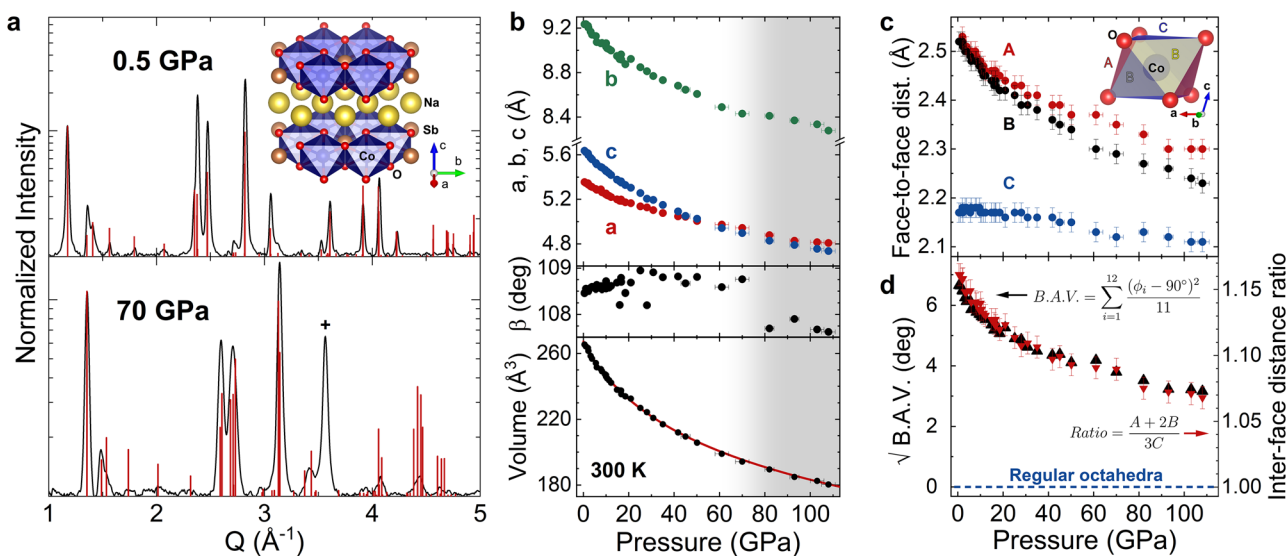 a
0.5 GPa
Na
Sb
Co
O
c
b
a
70 GPa
+
Normalized Intensity
1 2 3 4 5
Q (Å⁻¹)
b
9.2
8.8
8.4
5.6
5.2
4.8
a, b, c (Å)
b
c
a
109
108
β (deg)
260
220
180
Volume (Å³)
300 K
0 20 40 60 80 100
Pressure (GPa)
c
2.5
2.4
2.3
2.2
2.1
Face-to-face dist. (Å)
A
B
C
O
C
A
B
B
Co
c
a
b
d
6
4
2
0
√ B.A.V. (deg)
B.A.V. = \sum_{i=1}^{12} \frac{(\phi_i − 90°)^2}{11}
Ratio = \frac{A + 2B}{3C}
Regular octahedra
1.15
1.10
1.05
1.00
Inter-face distance ratio
0 20 40 60 80 100
Pressure (GPa)